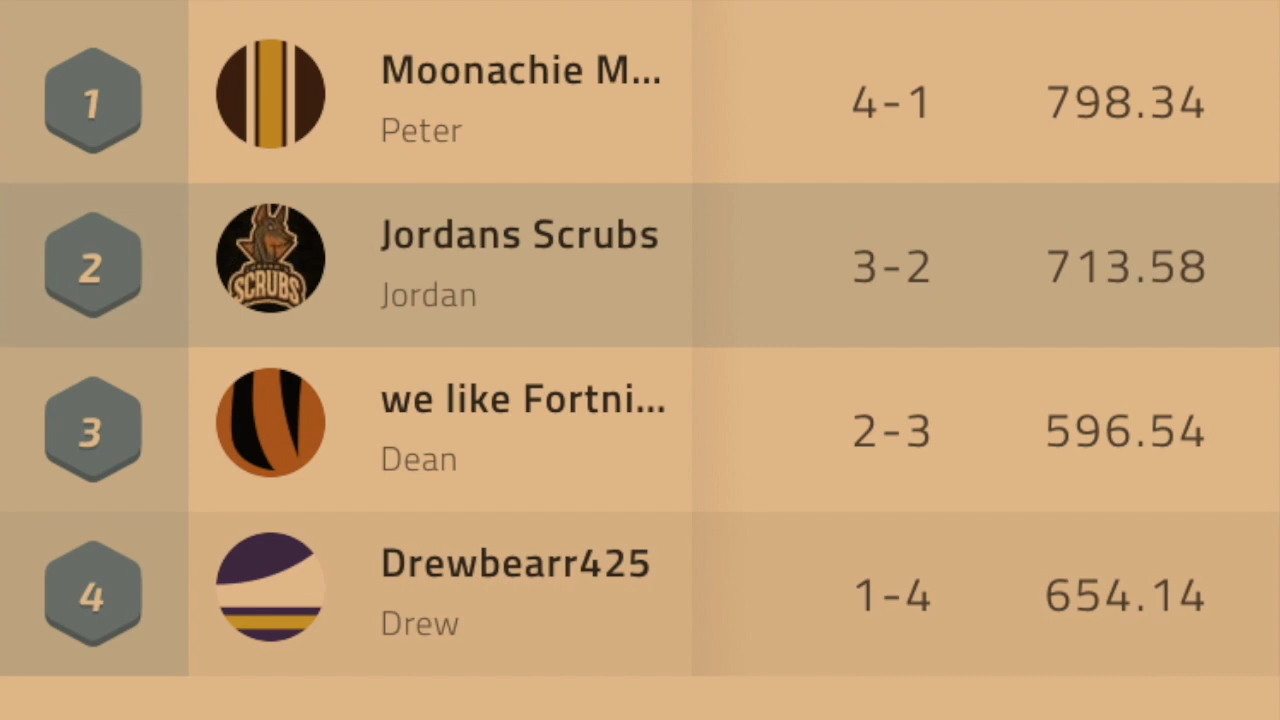 1
Moonachie M...
Peter
4-1
798.34
2
SCRUBS
Jordans Scrubs
Jordan
3-2
713.58
3
we like Fortni...
Dean
2-3
596.54
4
Drewbearr425
Drew
1-4
654.14